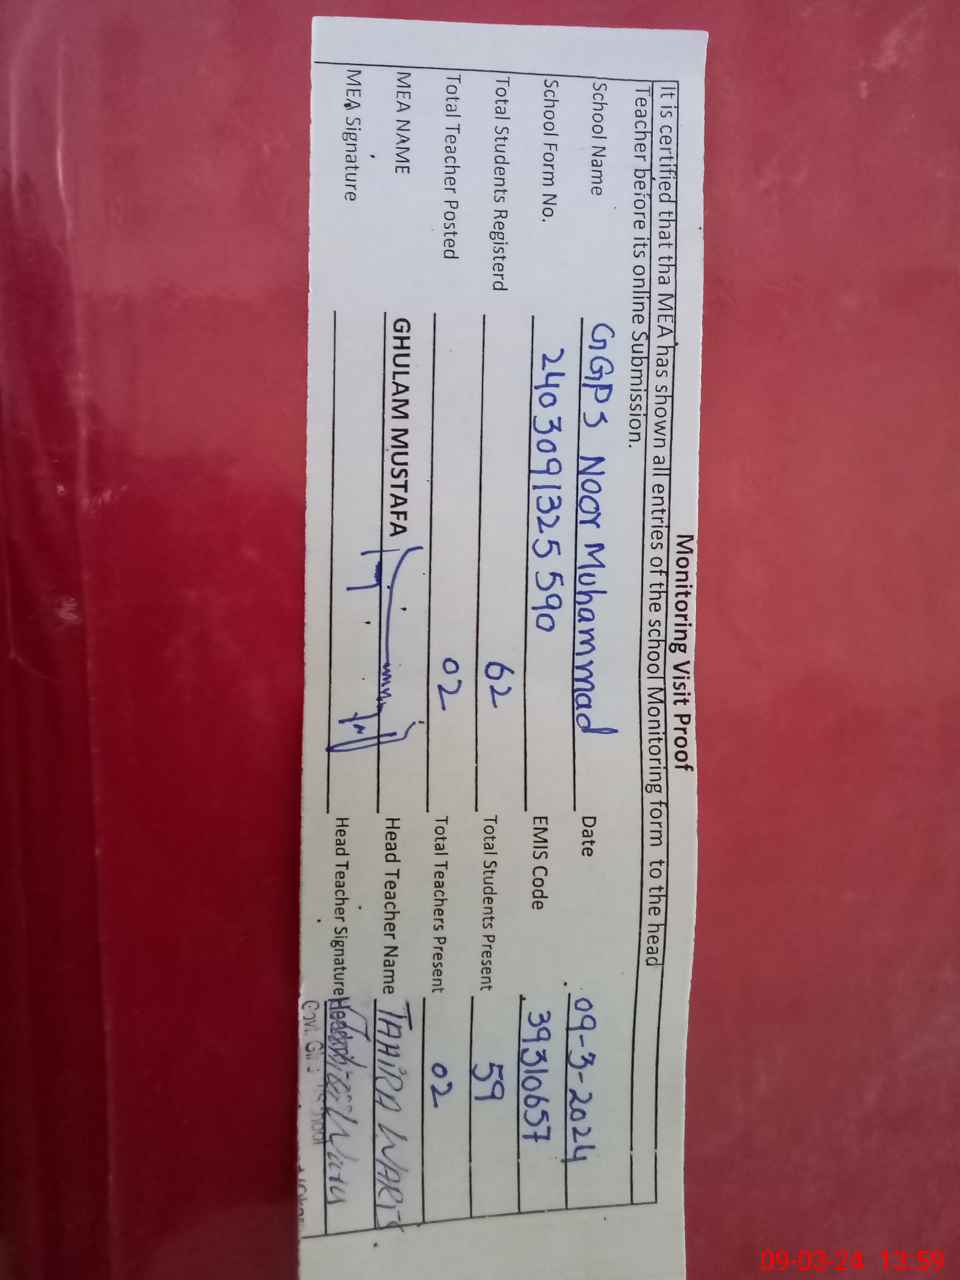 Monitoring Visit Proof
It is certified that tha MEA has shown all entries of the school Monitoring form to the head
Teacher before its online Submission.
School Name GGPS Noor Muhammad Date 09-3-2024
School Form No. 2403091325590 EMIS Code 39310657
Total Students Registerd 62 Total Students Present 59
Total Teacher Posted 02 Total Teachers Present 02
MEA NAME GHULAM MUSTAFA Head Teacher Name TAHIRA WARIS
MEA Signature Head Teacher Signature
09-03-24 13:59